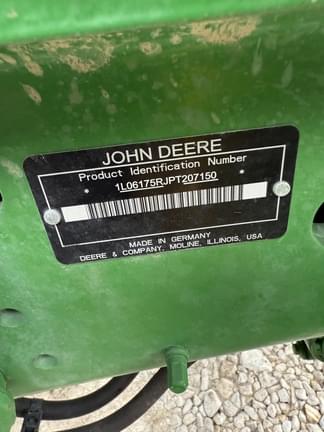 JOHN DEERE
Product Identification Number
* 1L06175RJPT207150 *
MADE IN GERMANY
DEERE & COMPANY, MOLINE, ILLINOIS, USA